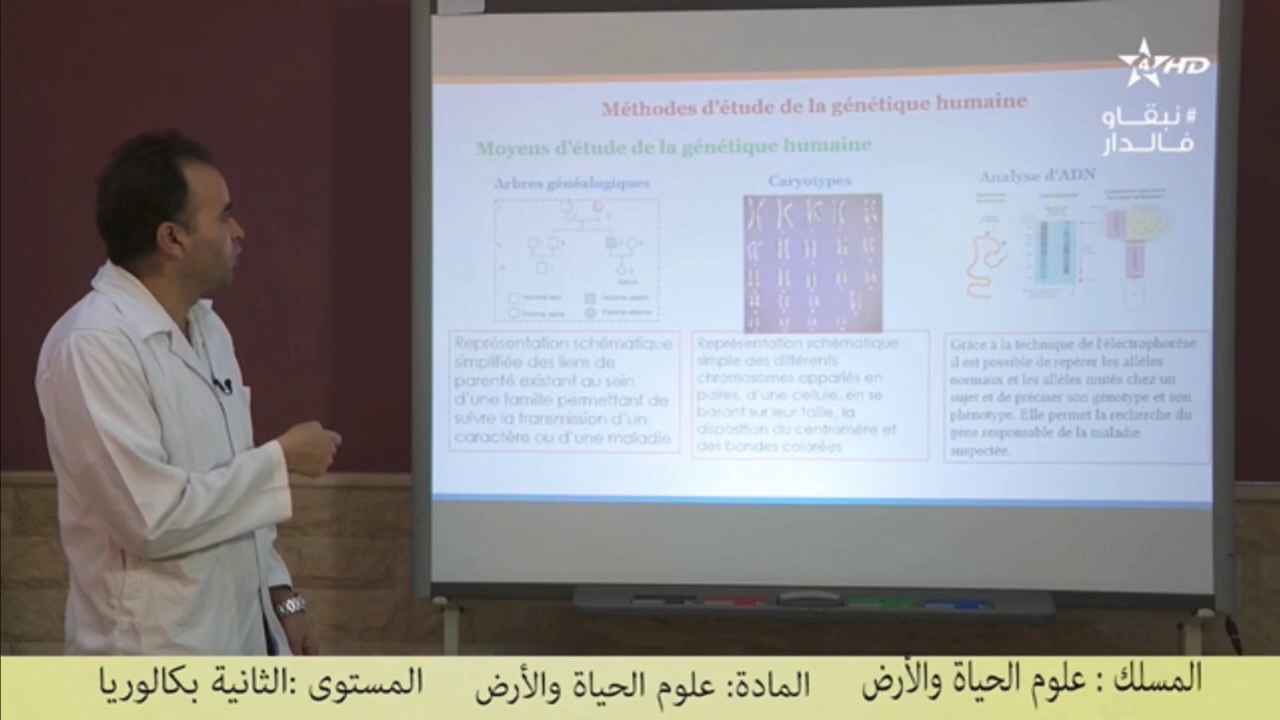 4 HD
# نبقاو
فالدار
Méthodes d'étude de la génétique humaine
Moyens d'étude de la génétique humaine
Arbres généalogiques
Homme sain
Femme saine
Représentation schématique
simplifiée des liens de
parenté existant au sein
d'une famille permettant de
suivre la transmission d'un
caractère ou d'une maladie
Caryotypes
Représentation schématique
simple des différents
chromosomes appariés en
paires, d'une cellule, en se
basant sur leur taille, la
disposition du centromère et
des bandes colorées
Analyse d'ADN
Grâce à la technique de l'électrophorèse
il est possible de repérer les allèles
normaux et les allèles mutés chez un
sujet et de préciser son génotype et son
phénotype. Elle permet la recherche du
gène responsable de la maladie
suspectée.
المسلك : علوم الحياة والأرض
المادة: علوم الحياة والأرض
المستوى :الثانية بكالوريا